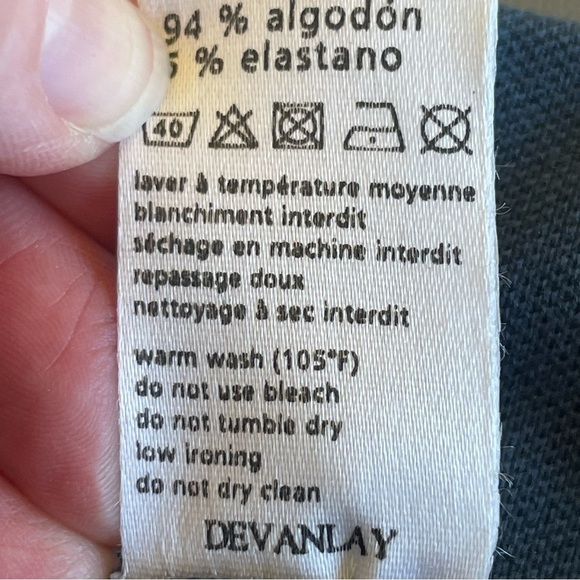 94 % algodón
% elastano
40
laver à température moyenne
blanchiment interdit
séchage en machine interdit
repassage doux
nettoyage à sec interdit
warm wash (105°F)
do not use bleach
do not tumble dry
low ironing
do not dry clean
DEVANLAY